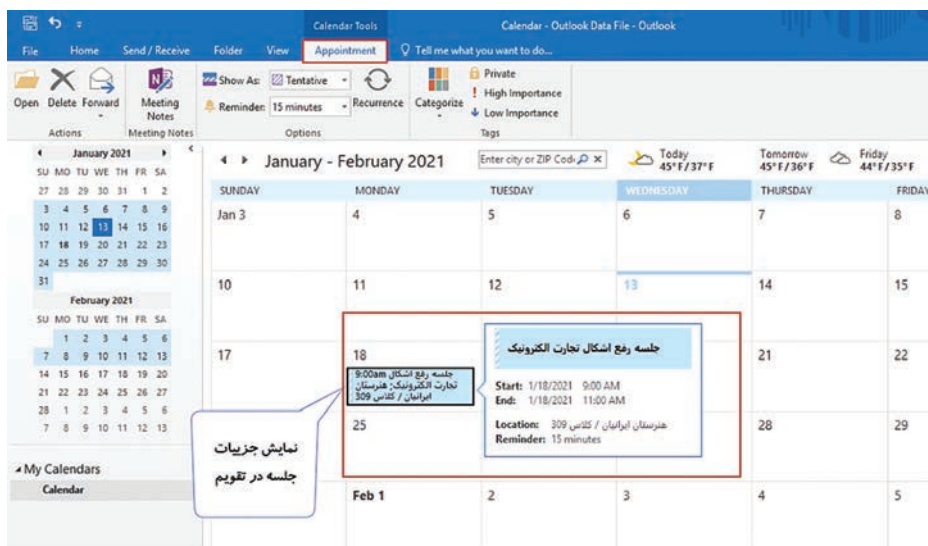 Calendar Tools
Calendar - Outlook Data File - Outlook
File Home Send / Receive Folder View Appointment Tell me what you want to do...
Open Delete Forward
Actions
Meeting Notes
Meeting Notes
Show As: Tentative
Reminder: 15 minutes
Recurrence
Options
Categorize
Private
High Importance
Low Importance
Tags
January 2021
SU MO TU WE TH FR SA
27 28 29 30 31 1 2
3 4 5 6 7 8 9
10 11 12 13 14 15 16
17 18 19 20 21 22 23
24 25 26 27 28 29 30
31
February 2021
SU MO TU WE TH FR SA
1 2 3 4 5 6
7 8 9 10 11 12 13
14 15 16 17 18 19 20
21 22 23 24 25 26 27
28 1 2 3 4 5 6
7 8 9 10 11 12 13
My Calendars
Calendar
January - February 2021
Enter city or ZIP Cod
Today
45°F/37°F
Tomorrow
45°F/36°F
Friday
44°F/35°F
SUNDAY MONDAY TUESDAY WEDNESDAY THURSDAY FRIDAY
Jan 3 4 5 6 7 8
10 11 12 13 14 15
17 18 21 22
9:00am جلسه رفع اشکال
تجارت الکترونیک; هنرستان
ایرانیان / کلاس 309
جلسه رفع اشکال تجارت الکترونیک
Start: 1/18/2021 9:00 AM
End: 1/18/2021 11:00 AM
Location: هنرستان ایرانیان / کلاس 309
Reminder: 15 minutes
25 28 29
نمایش جزییات
جلسه در تقویم
Feb 1 2 3 4 5